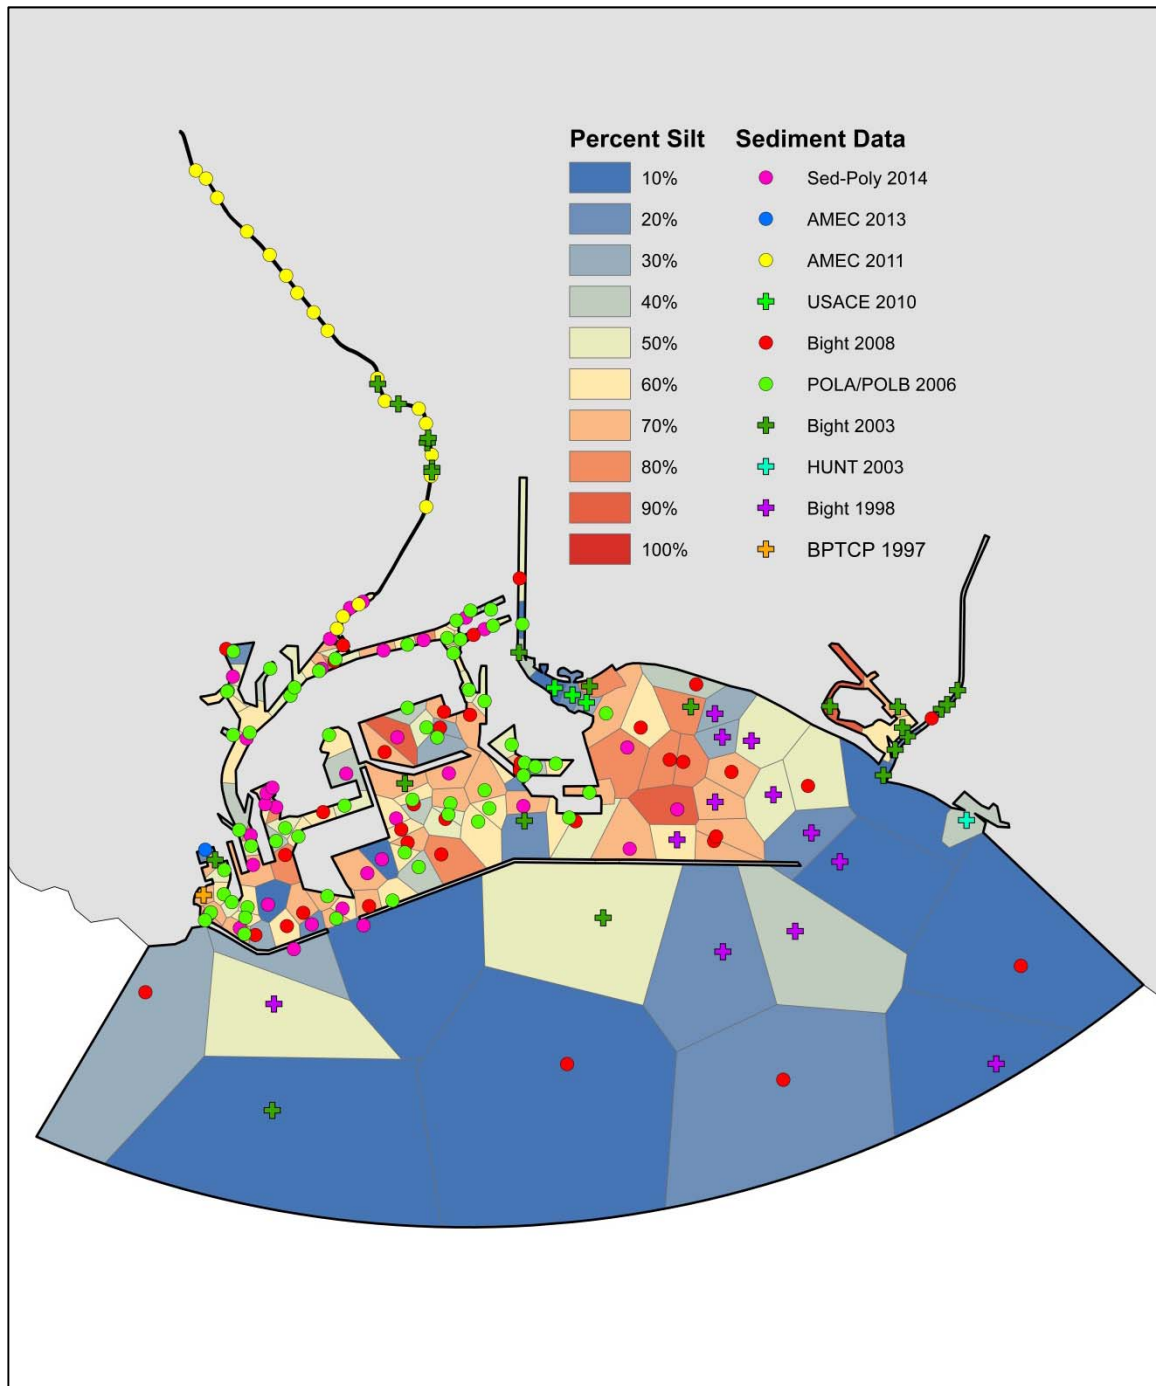 Percent Silt Sediment Data
10% Sed-Poly 2014
20% AMEC 2013
30% AMEC 2011
40% USACE 2010
50% Bight 2008
60% POLA/POLB 2006
70% Bight 2003
80% HUNT 2003
90% Bight 1998
100% BPTCP 1997